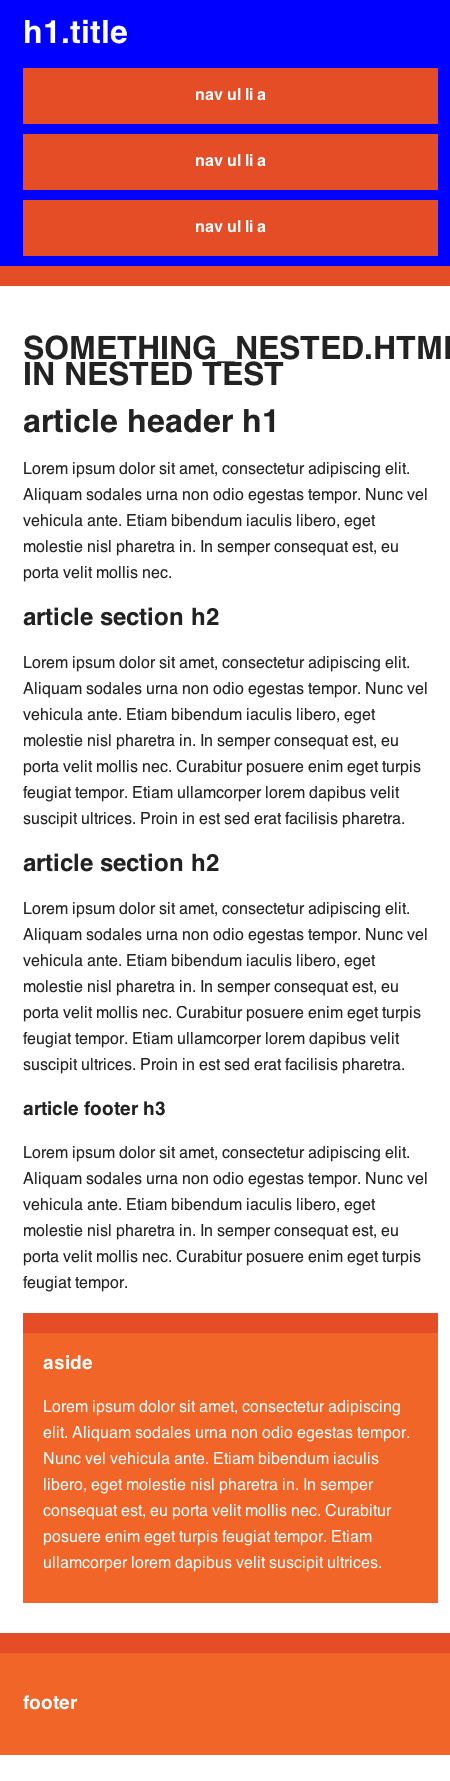 h1.title
nav ul li a
nav ul li a
nav ul li a
SOMETHING_NESTED.HTML
IN NESTED TEST
article header h1
Lorem ipsum dolor sit amet, consectetur adipiscing elit.
Aliquam sodales urna non odio egestas tempor. Nunc vel
vehicula ante. Etiam bibendum iaculis libero, eget
molestie nisl pharetra in. In semper consequat est, eu
porta velit mollis nec.
article section h2
Lorem ipsum dolor sit amet, consectetur adipiscing elit.
Aliquam sodales urna non odio egestas tempor. Nunc vel
vehicula ante. Etiam bibendum iaculis libero, eget
molestie nisl pharetra in. In semper consequat est, eu
porta velit mollis nec. Curabitur posuere enim eget turpis
feugiat tempor. Etiam ullamcorper lorem dapibus velit
suscipit ultrices. Proin in est sed erat facilisis pharetra.
article section h2
Lorem ipsum dolor sit amet, consectetur adipiscing elit.
Aliquam sodales urna non odio egestas tempor. Nunc vel
vehicula ante. Etiam bibendum iaculis libero, eget
molestie nisl pharetra in. In semper consequat est, eu
porta velit mollis nec. Curabitur posuere enim eget turpis
feugiat tempor. Etiam ullamcorper lorem dapibus velit
suscipit ultrices. Proin in est sed erat facilisis pharetra.
article footer h3
Lorem ipsum dolor sit amet, consectetur adipiscing elit.
Aliquam sodales urna non odio egestas tempor. Nunc vel
vehicula ante. Etiam bibendum iaculis libero, eget
molestie nisl pharetra in. In semper consequat est, eu
porta velit mollis nec. Curabitur posuere enim eget turpis
feugiat tempor.
aside
Lorem ipsum dolor sit amet, consectetur adipiscing
elit. Aliquam sodales urna non odio egestas tempor.
Nunc vel vehicula ante. Etiam bibendum iaculis
libero, eget molestie nisl pharetra in. In semper
consequat est, eu porta velit mollis nec. Curabitur
posuere enim eget turpis feugiat tempor. Etiam
ullamcorper lorem dapibus velit suscipit ultrices.
footer